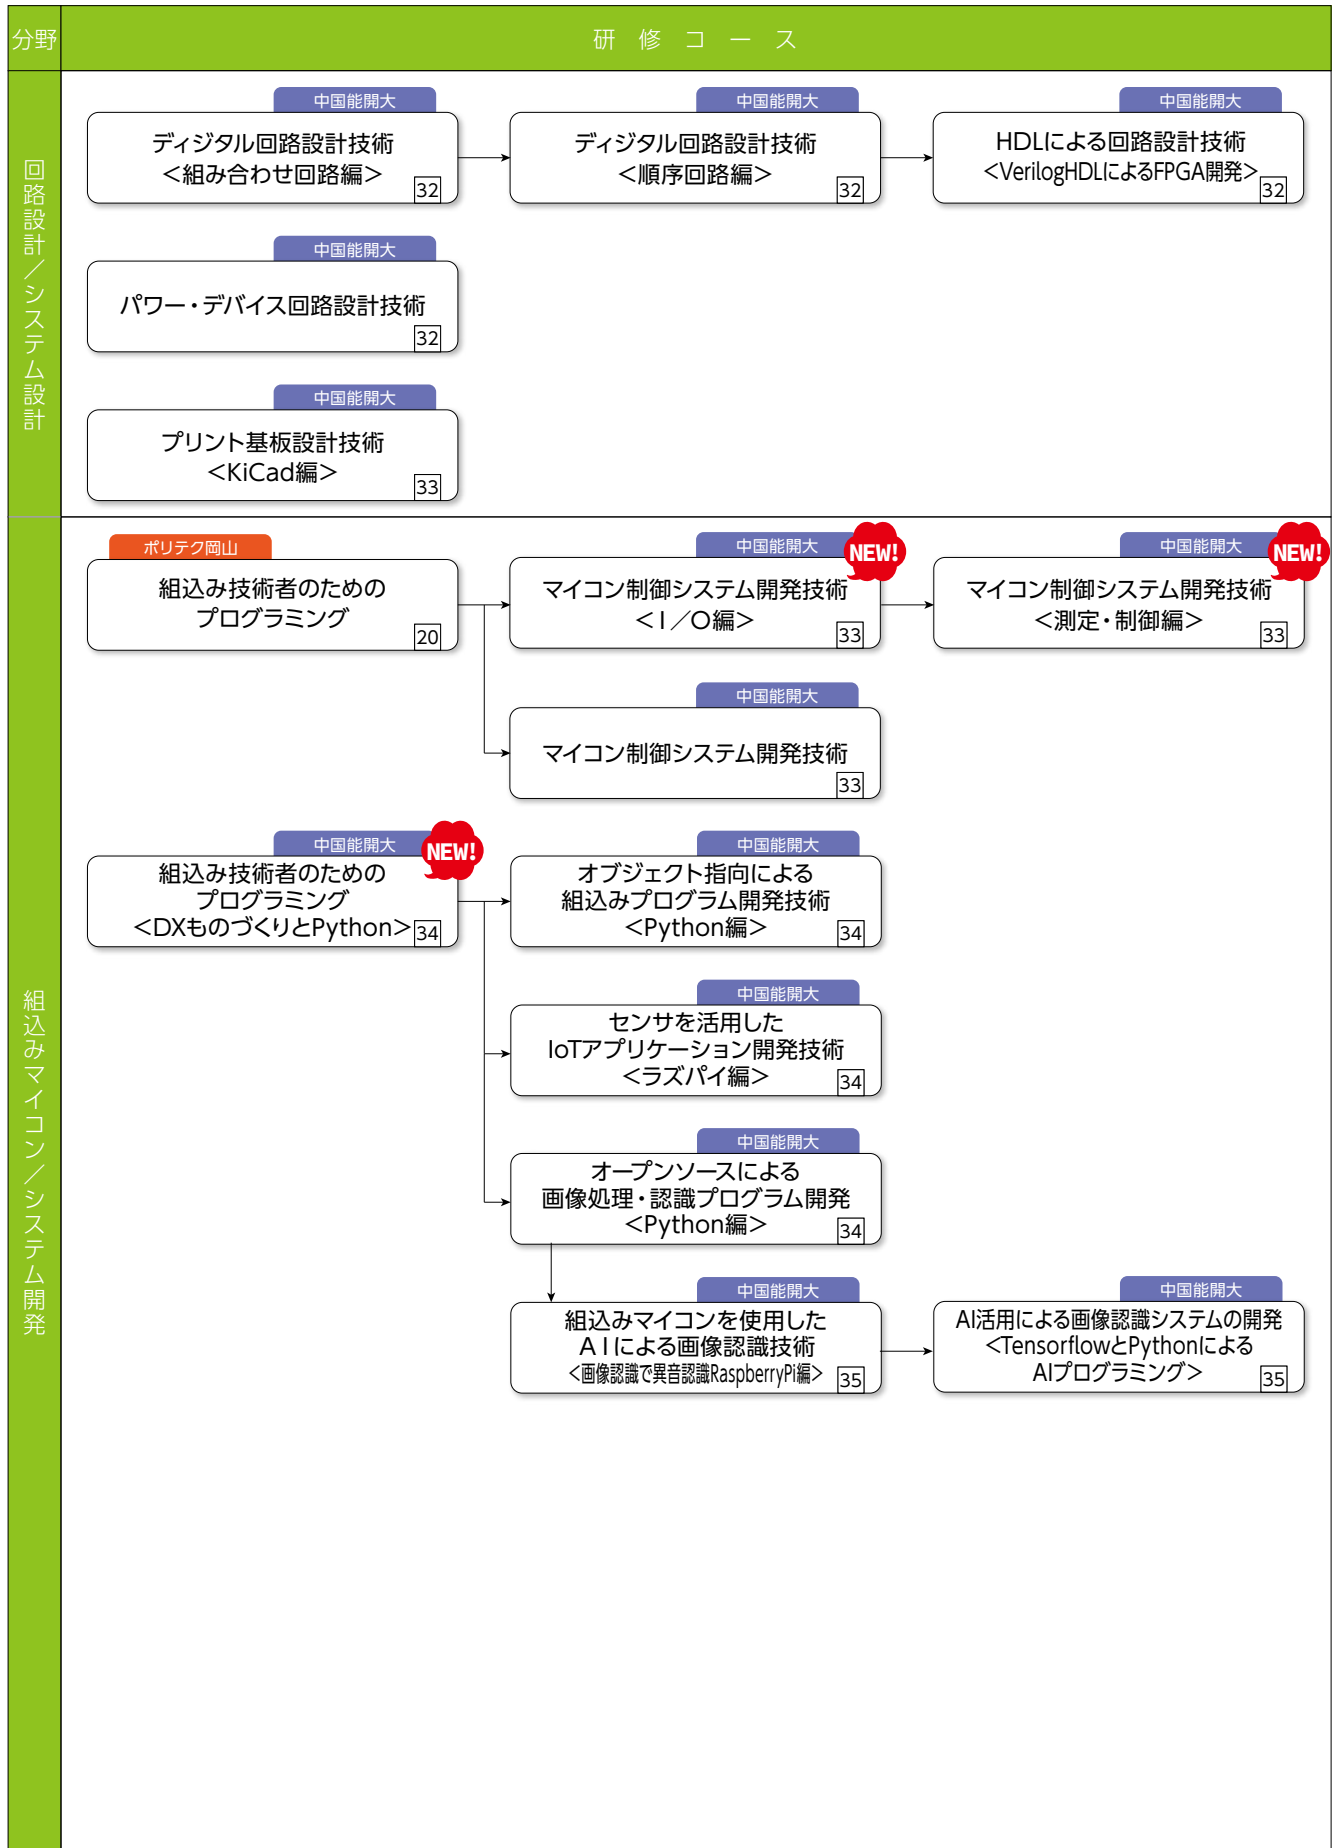 分野
研 修 コ ー ス
回路設計／システム設計
中国能開大
ディジタル回路設計技術
＜組み合わせ回路編＞
32
中国能開大
ディジタル回路設計技術
＜順序回路編＞
32
中国能開大
HDLによる回路設計技術
＜VerilogHDLによるFPGA開発＞
32
中国能開大
パワー・デバイス回路設計技術
32
中国能開大
プリント基板設計技術
＜KiCad編＞
33
組込みマイコン／システム開発
ポリテク岡山
組込み技術者のための
プログラミング
20
中国能開大
NEW!
マイコン制御システム開発技術
＜I／O編＞
33
中国能開大
NEW!
マイコン制御システム開発技術
＜測定・制御編＞
33
中国能開大
マイコン制御システム開発技術
33
中国能開大
NEW!
組込み技術者のための
プログラミング
＜DXものづくりとPython＞
34
中国能開大
オブジェクト指向による
組込みプログラム開発技術
＜Python編＞
34
中国能開大
センサを活用した
IoTアプリケーション開発技術
＜ラズパイ編＞
34
中国能開大
オープンソースによる
画像処理・認識プログラム開発
＜Python編＞
34
中国能開大
組込みマイコンを使用した
AIによる画像認識技術
＜画像認識で異音認識RaspberryPi編＞
35
中国能開大
AI活用による画像認識システムの開発
＜TensorflowとPythonによる
AIプログラミング＞
35